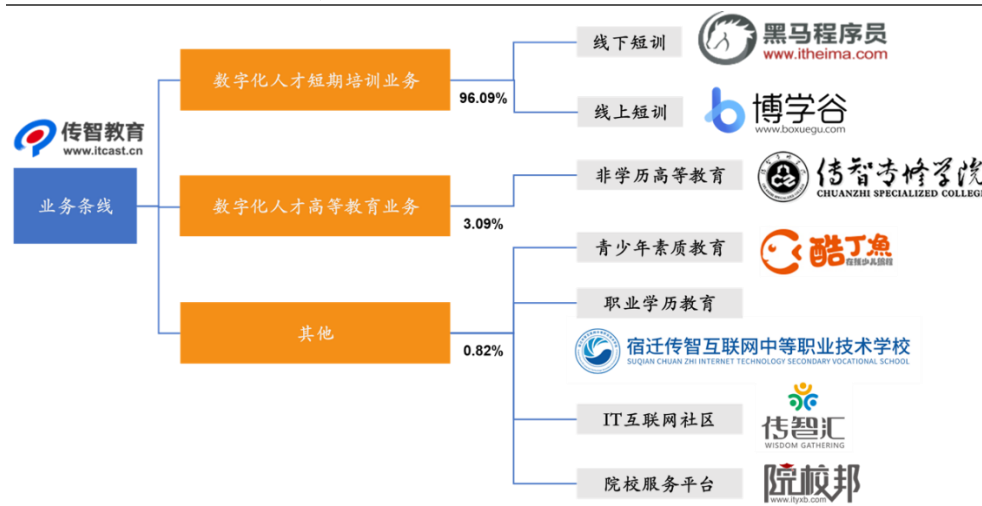 传智教育
www.itcast.cn
业务条线
数字化人才短期培训业务
96.09%
线下短训
黑马程序员
www.itheima.com
线上短训
博学谷
www.boxuegu.com
数字化人才高等教育业务
3.09%
非学历高等教育
传智专修学院
CHUANZHI SPECIALIZED COLLEGE
其他
0.82%
青少年素质教育
酷丁鱼
在线少儿编程
职业学历教育
宿迁传智互联网中等职业技术学校
SUQIAN CHUAN ZHI INTERNET TECHNOLOGY SECONDARY VOCATIONAL SCHOOL
IT互联网社区
传智汇
WISDOM GATHERING
院校服务平台
院校邦
www.ityxb.com